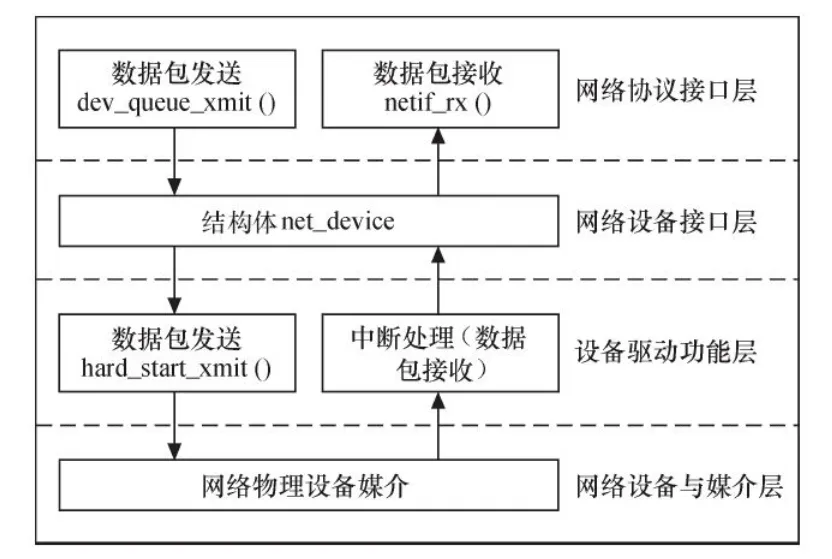 数据包发送
dev_queue_xmit ()
数据包接收
netif_rx ()
网络协议接口层
结构体 net_device
网络设备接口层
数据包发送
hard_start_xmit ()
中断处理（数据
包接收）
设备驱动功能层
网络物理设备媒介
网络设备与媒介层